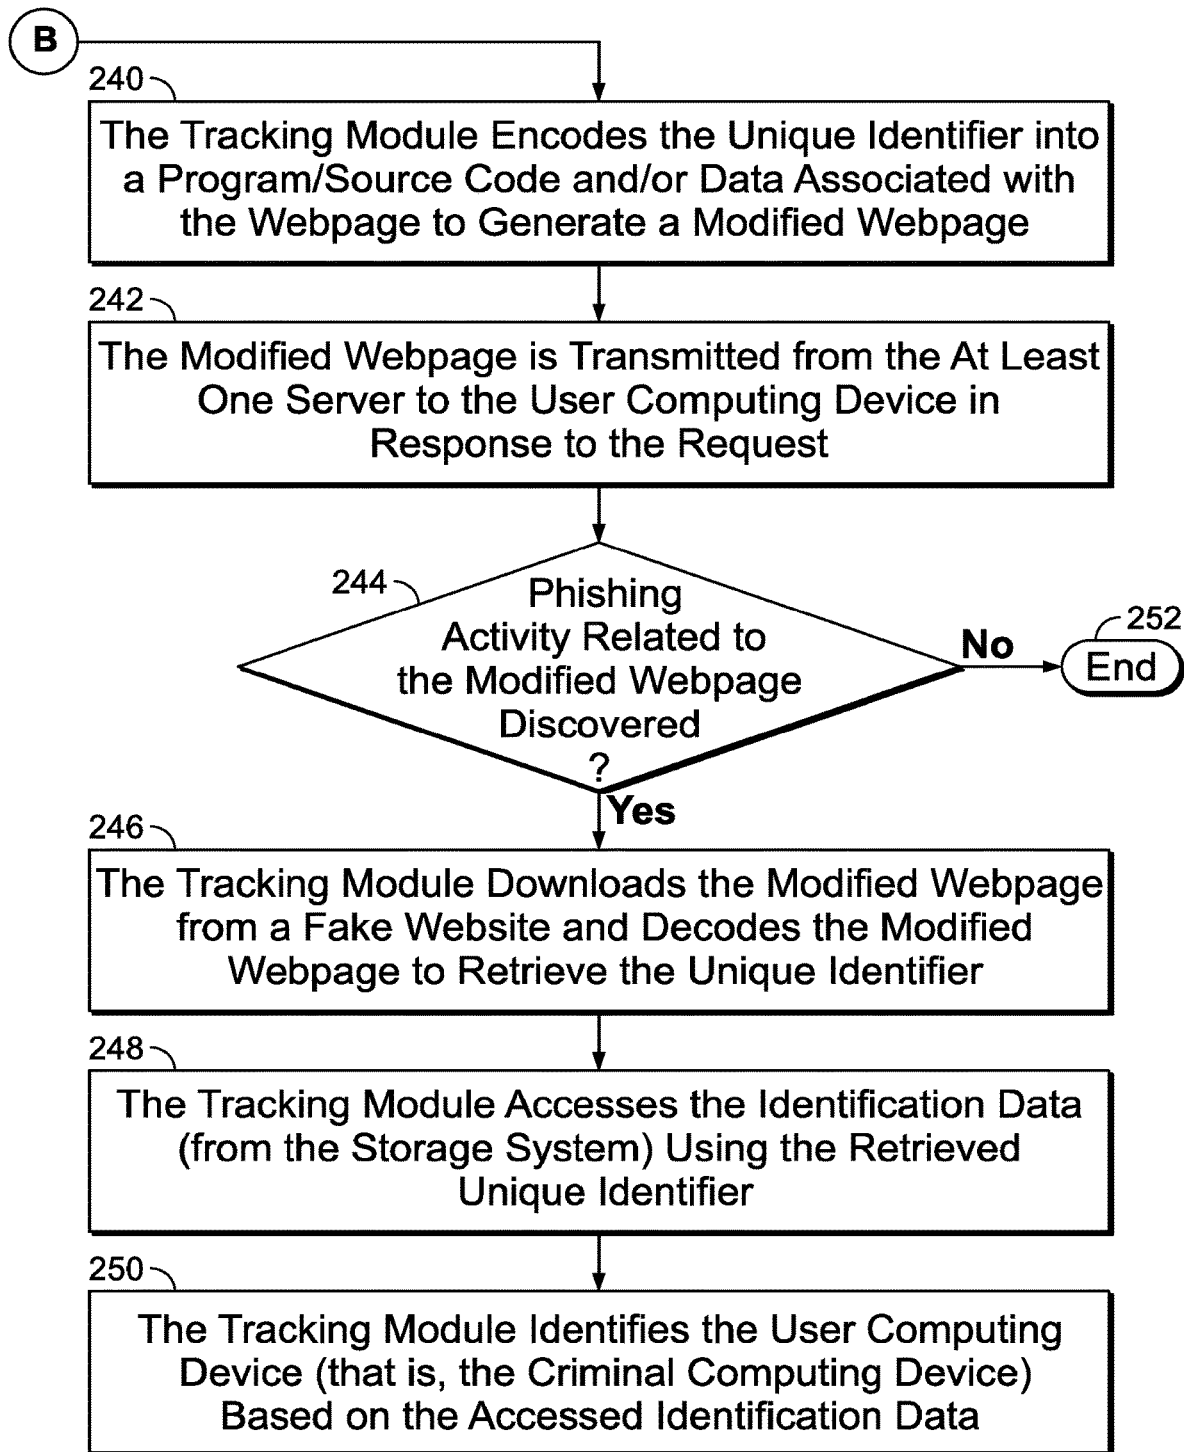 B
240
The Tracking Module Encodes the Unique Identifier into
a Program/Source Code and/or Data Associated with
the Webpage to Generate a Modified Webpage
242
The Modified Webpage is Transmitted from the At Least
One Server to the User Computing Device in
Response to the Request
244
Phishing
Activity Related to
the Modified Webpage
Discovered
?
No
252
End
Yes
246
The Tracking Module Downloads the Modified Webpage
from a Fake Website and Decodes the Modified
Webpage to Retrieve the Unique Identifier
248
The Tracking Module Accesses the Identification Data
(from the Storage System) Using the Retrieved
Unique Identifier
250
The Tracking Module Identifies the User Computing
Device (that is, the Criminal Computing Device)
Based on the Accessed Identification Data